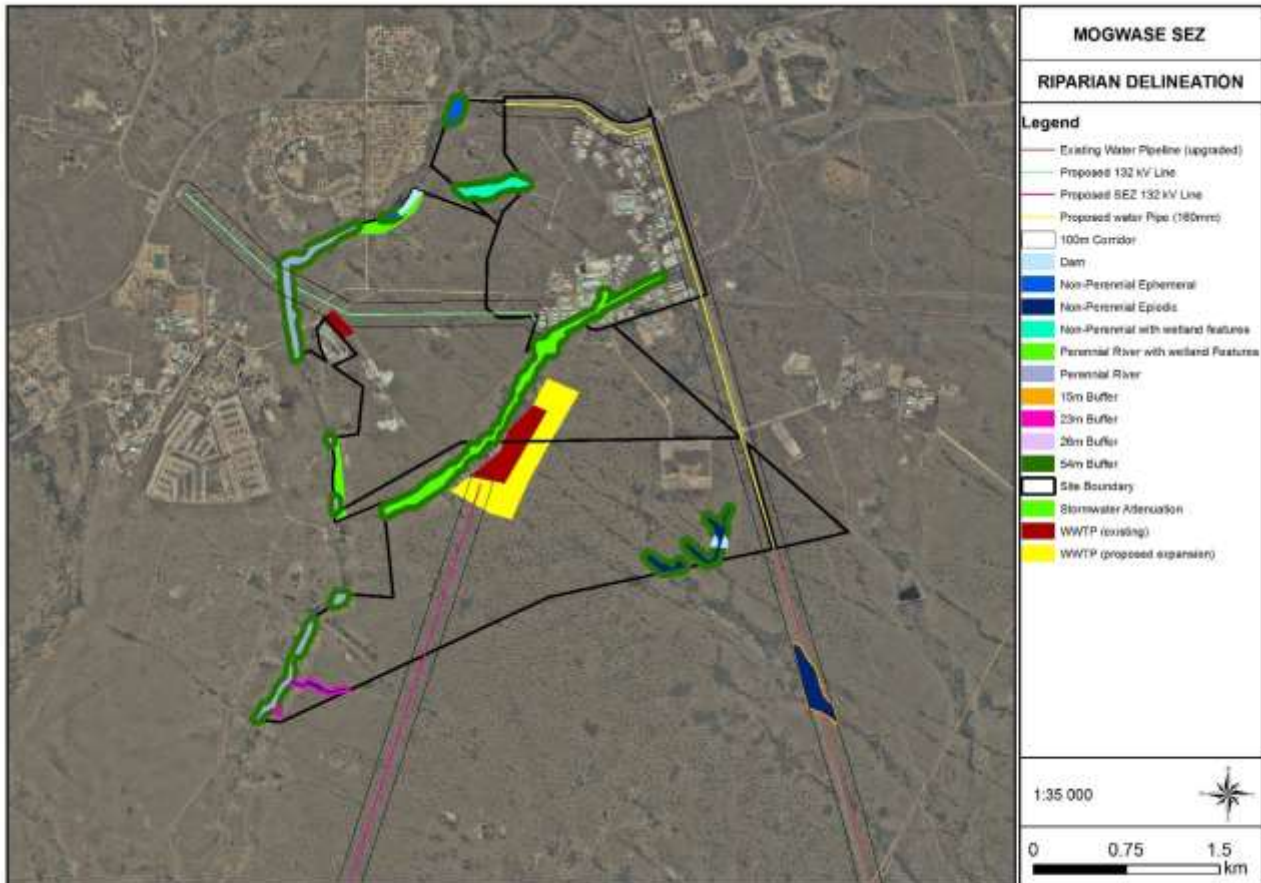 MOGWASE SEZ
RIPARIAN DELINEATION
Legend
Existing Water Pipeline (upgraded)
Proposed 132 kV Line
Proposed SEZ 132 kV Line
Proposed water Pipe (160mm)
100m Corridor
Dam
Non-Perennial Ephemeral
Non-Perennial Epiodic
Non-Perennial with wetland features
Perennial River with wetland Features
Perennial River
15m Buffer
23m Buffer
26m Buffer
54m Buffer
Site Boundary
Stormwater Attenuation
WWTP (existing)
WWTP (proposed expansion)
1:35 000
0 0.75 1.5
km